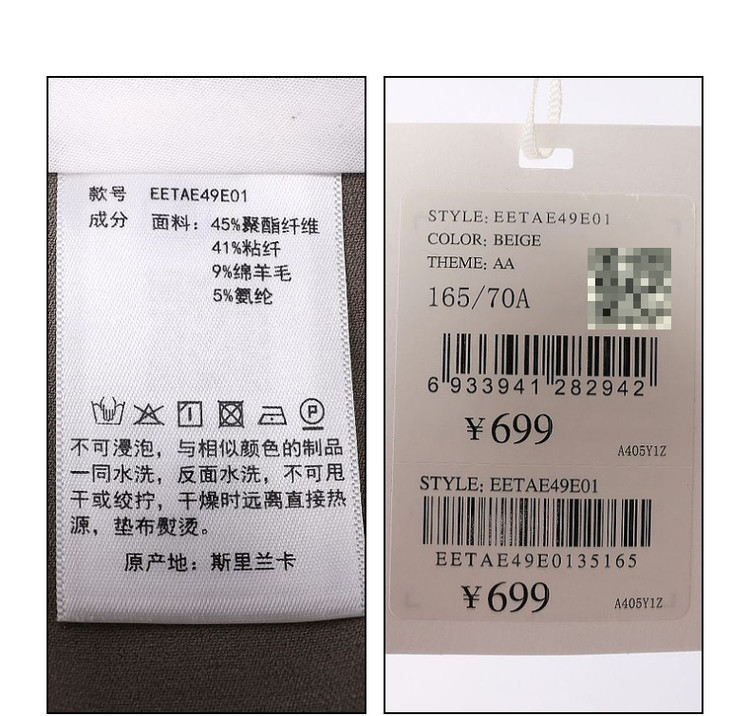 款号 EETAE49E01
成分 面料：45%聚酯纤维
41%粘纤
9%绵羊毛
5%氨纶
P
不可浸泡，与相似颜色的制品
一同水洗，反面水洗，不可甩
干或绞拧，干燥时远离直接热
源，垫布熨烫。
原产地：斯里兰卡
STYLE: EETAE49E01
COLOR: BEIGE
THEME: AA
165/70A
6 933941 282942
¥699
A405Y1Z
STYLE: EETAE49E01
EETAE49E0135165
¥699
A405Y1Z